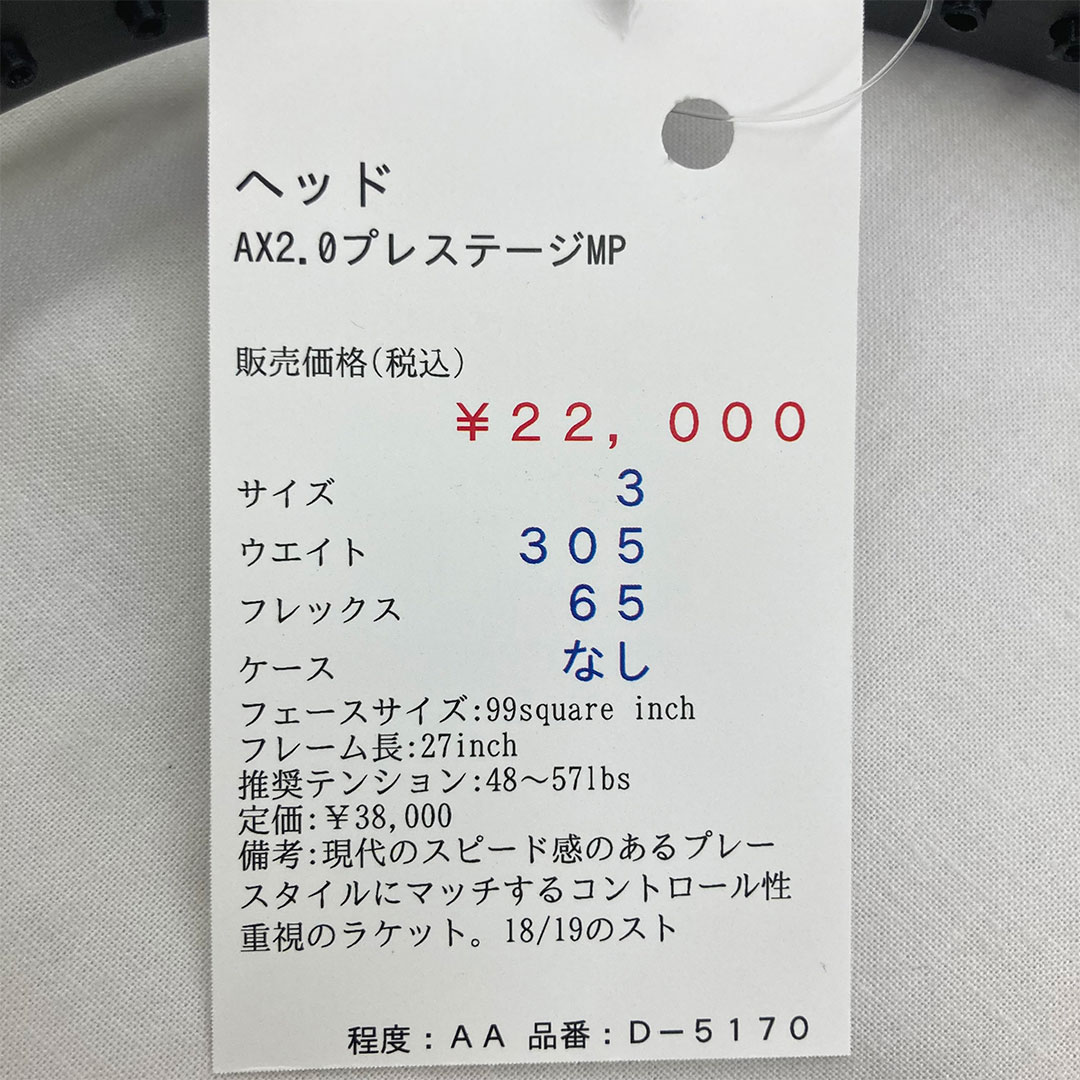 ヘッド
AX2.0プレステージMP
販売価格(税込)
¥22,000
サイズ 3
ウエイト 305
フレックス 65
ケース なし
フェースサイズ:99square inch
フレーム長:27inch
推奨テンション:48～57lbs
定価:¥38,000
備考:現代のスピード感のあるプレー
スタイルにマッチするコントロール性
重視のラケット。18/19のスト
程度:AA 品番:D－5170